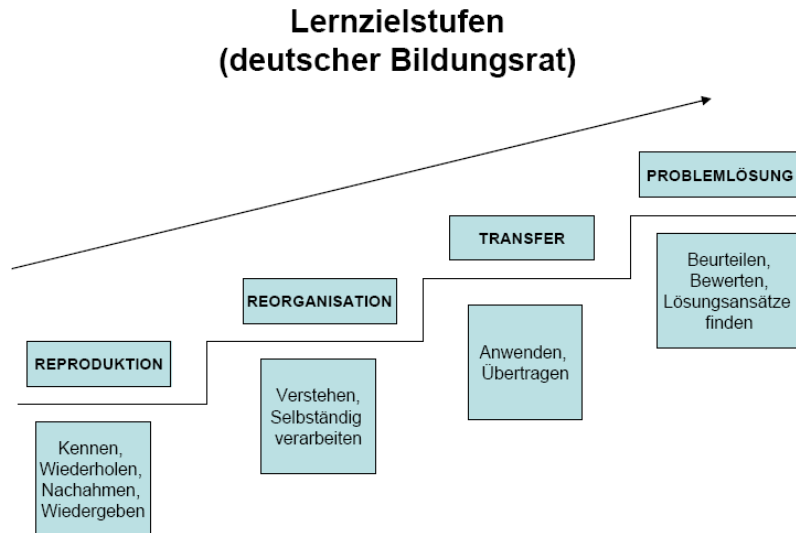 Lernzielstufen
(deutscher Bildungsrat)
REPRODUKTION
Kennen,
Wiederholen,
Nachahmen,
Wiedergeben
REORGANISATION
Verstehen,
Selbständig
verarbeiten
TRANSFER
Anwenden,
Übertragen
PROBLEMLÖSUNG
Beurteilen,
Bewerten,
Lösungsansätze
finden